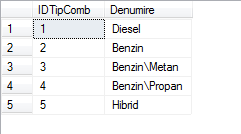 IDTipComb Denumire
1 1 Diesel
2 2 Benzin
3 3 Benzin\Metan
4 4 Benzin\Propan
5 5 Hibrid